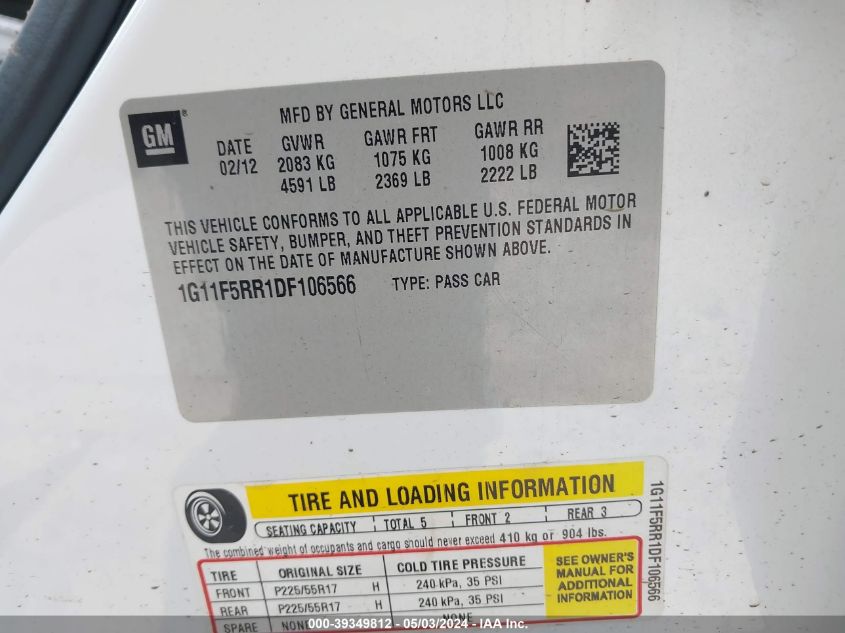 GM
MFD BY GENERAL MOTORS LLC
DATE GVWR GAWR FRT GAWR RR
02/12 2083 KG 1075 KG 1008 KG
4591 LB 2369 LB 2222 LB
THIS VEHICLE CONFORMS TO ALL APPLICABLE U.S. FEDERAL MOTOR
VEHICLE SAFETY, BUMPER, AND THEFT PREVENTION STANDARDS IN
EFFECT ON THE DATE OF MANUFACTURE SHOWN ABOVE.
1G11F5RR1DF106566 TYPE: PASS CAR
TIRE AND LOADING INFORMATION
SEATING CAPACITY TOTAL 5 FRONT 2 REAR 3
The combined weight of occupants and cargo should never exceed 410 kg or 904 lbs.
TIRE ORIGINAL SIZE COLD TIRE PRESSURE
FRONT P225/55R17 H 240 kPa, 35 PSI
REAR P225/55R17 H 240 kPa, 35 PSI
SPARE NONE NONE
SEE OWNER'S
MANUAL FOR
ADDITIONAL
INFORMATION
1G11F5RR1DF106566
000-39349812 - 05/03/2024 - IAA Inc.